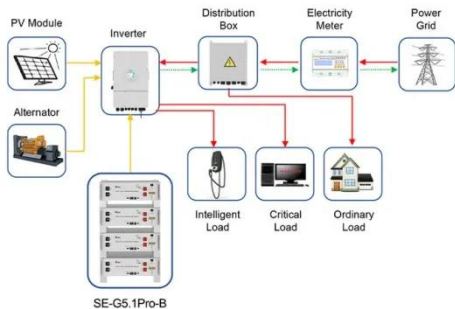 PV Module
Inverter
Distribution
Box
Electricity
Meter
Power
Grid
Alternator
Intelligent
Load
Critical
Load
Ordinary
Load
SE-G5.1Pro-B